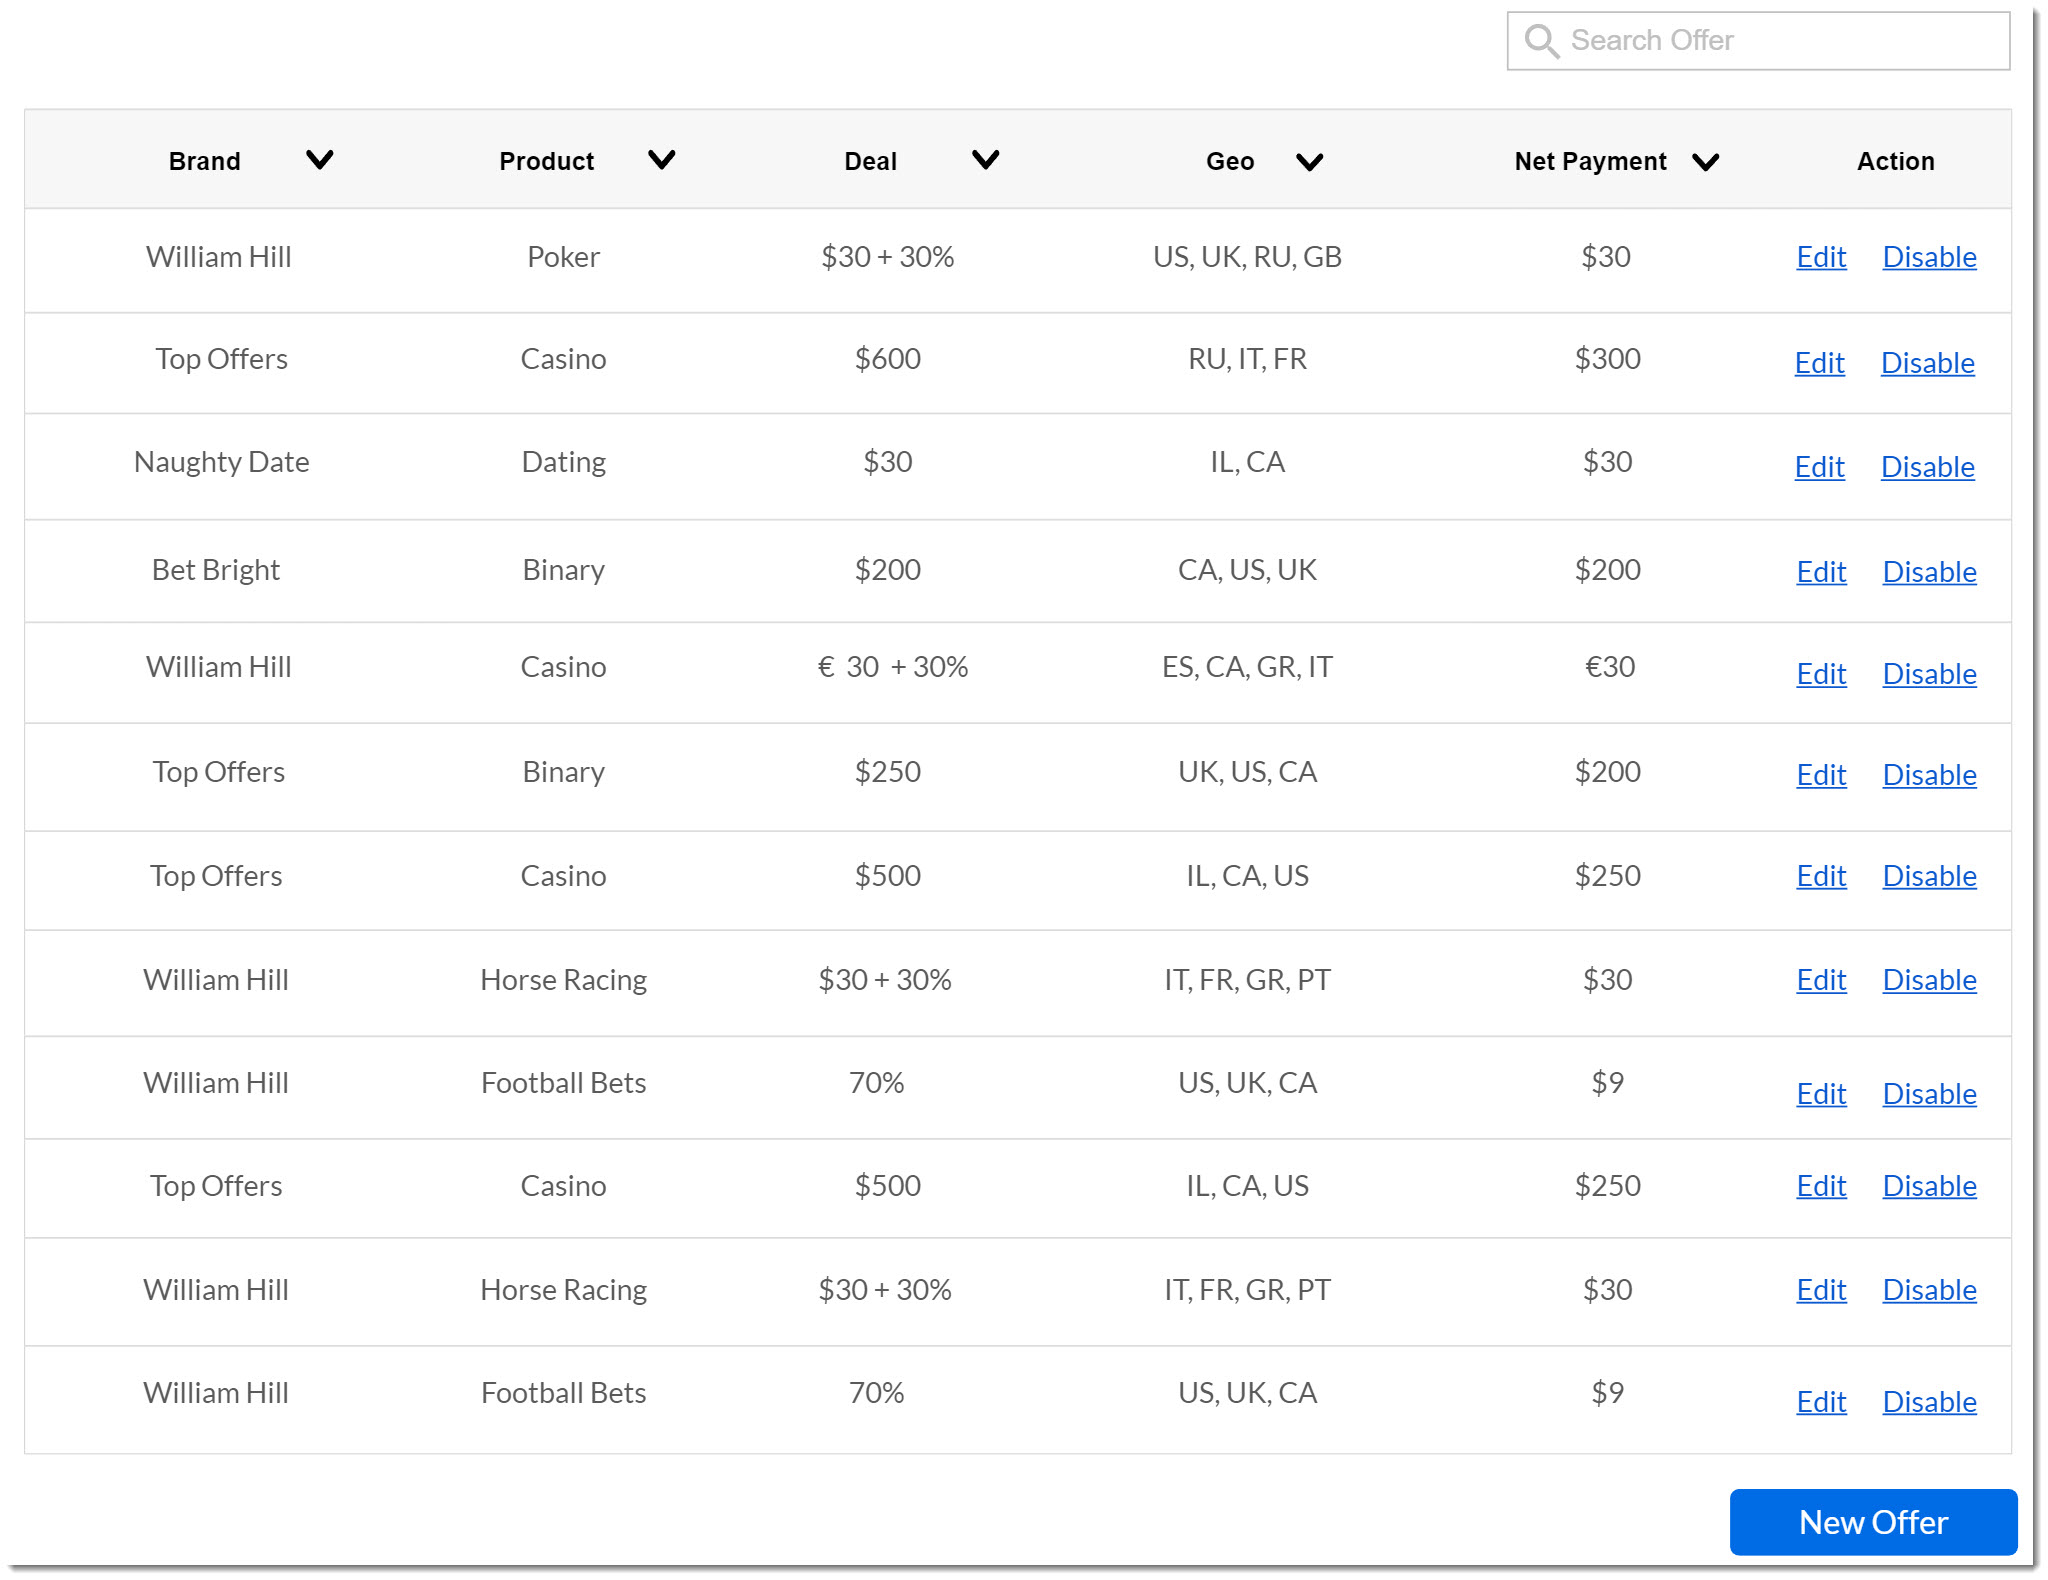 Search Offer
Brand Product Deal Geo Net Payment Action
William Hill Poker $30 + 30% US, UK, RU, GB $30 Edit Disable
Top Offers Casino $600 RU, IT, FR $300 Edit Disable
Naughty Date Dating $30 IL, CA $30 Edit Disable
Bet Bright Binary $200 CA, US, UK $200 Edit Disable
William Hill Casino € 30 + 30% ES, CA, GR, IT €30 Edit Disable
Top Offers Binary $250 UK, US, CA $200 Edit Disable
Top Offers Casino $500 IL, CA, US $250 Edit Disable
William Hill Horse Racing $30 + 30% IT, FR, GR, PT $30 Edit Disable
William Hill Football Bets 70% US, UK, CA $9 Edit Disable
Top Offers Casino $500 IL, CA, US $250 Edit Disable
William Hill Horse Racing $30 + 30% IT, FR, GR, PT $30 Edit Disable
William Hill Football Bets 70% US, UK, CA $9 Edit Disable
New Offer